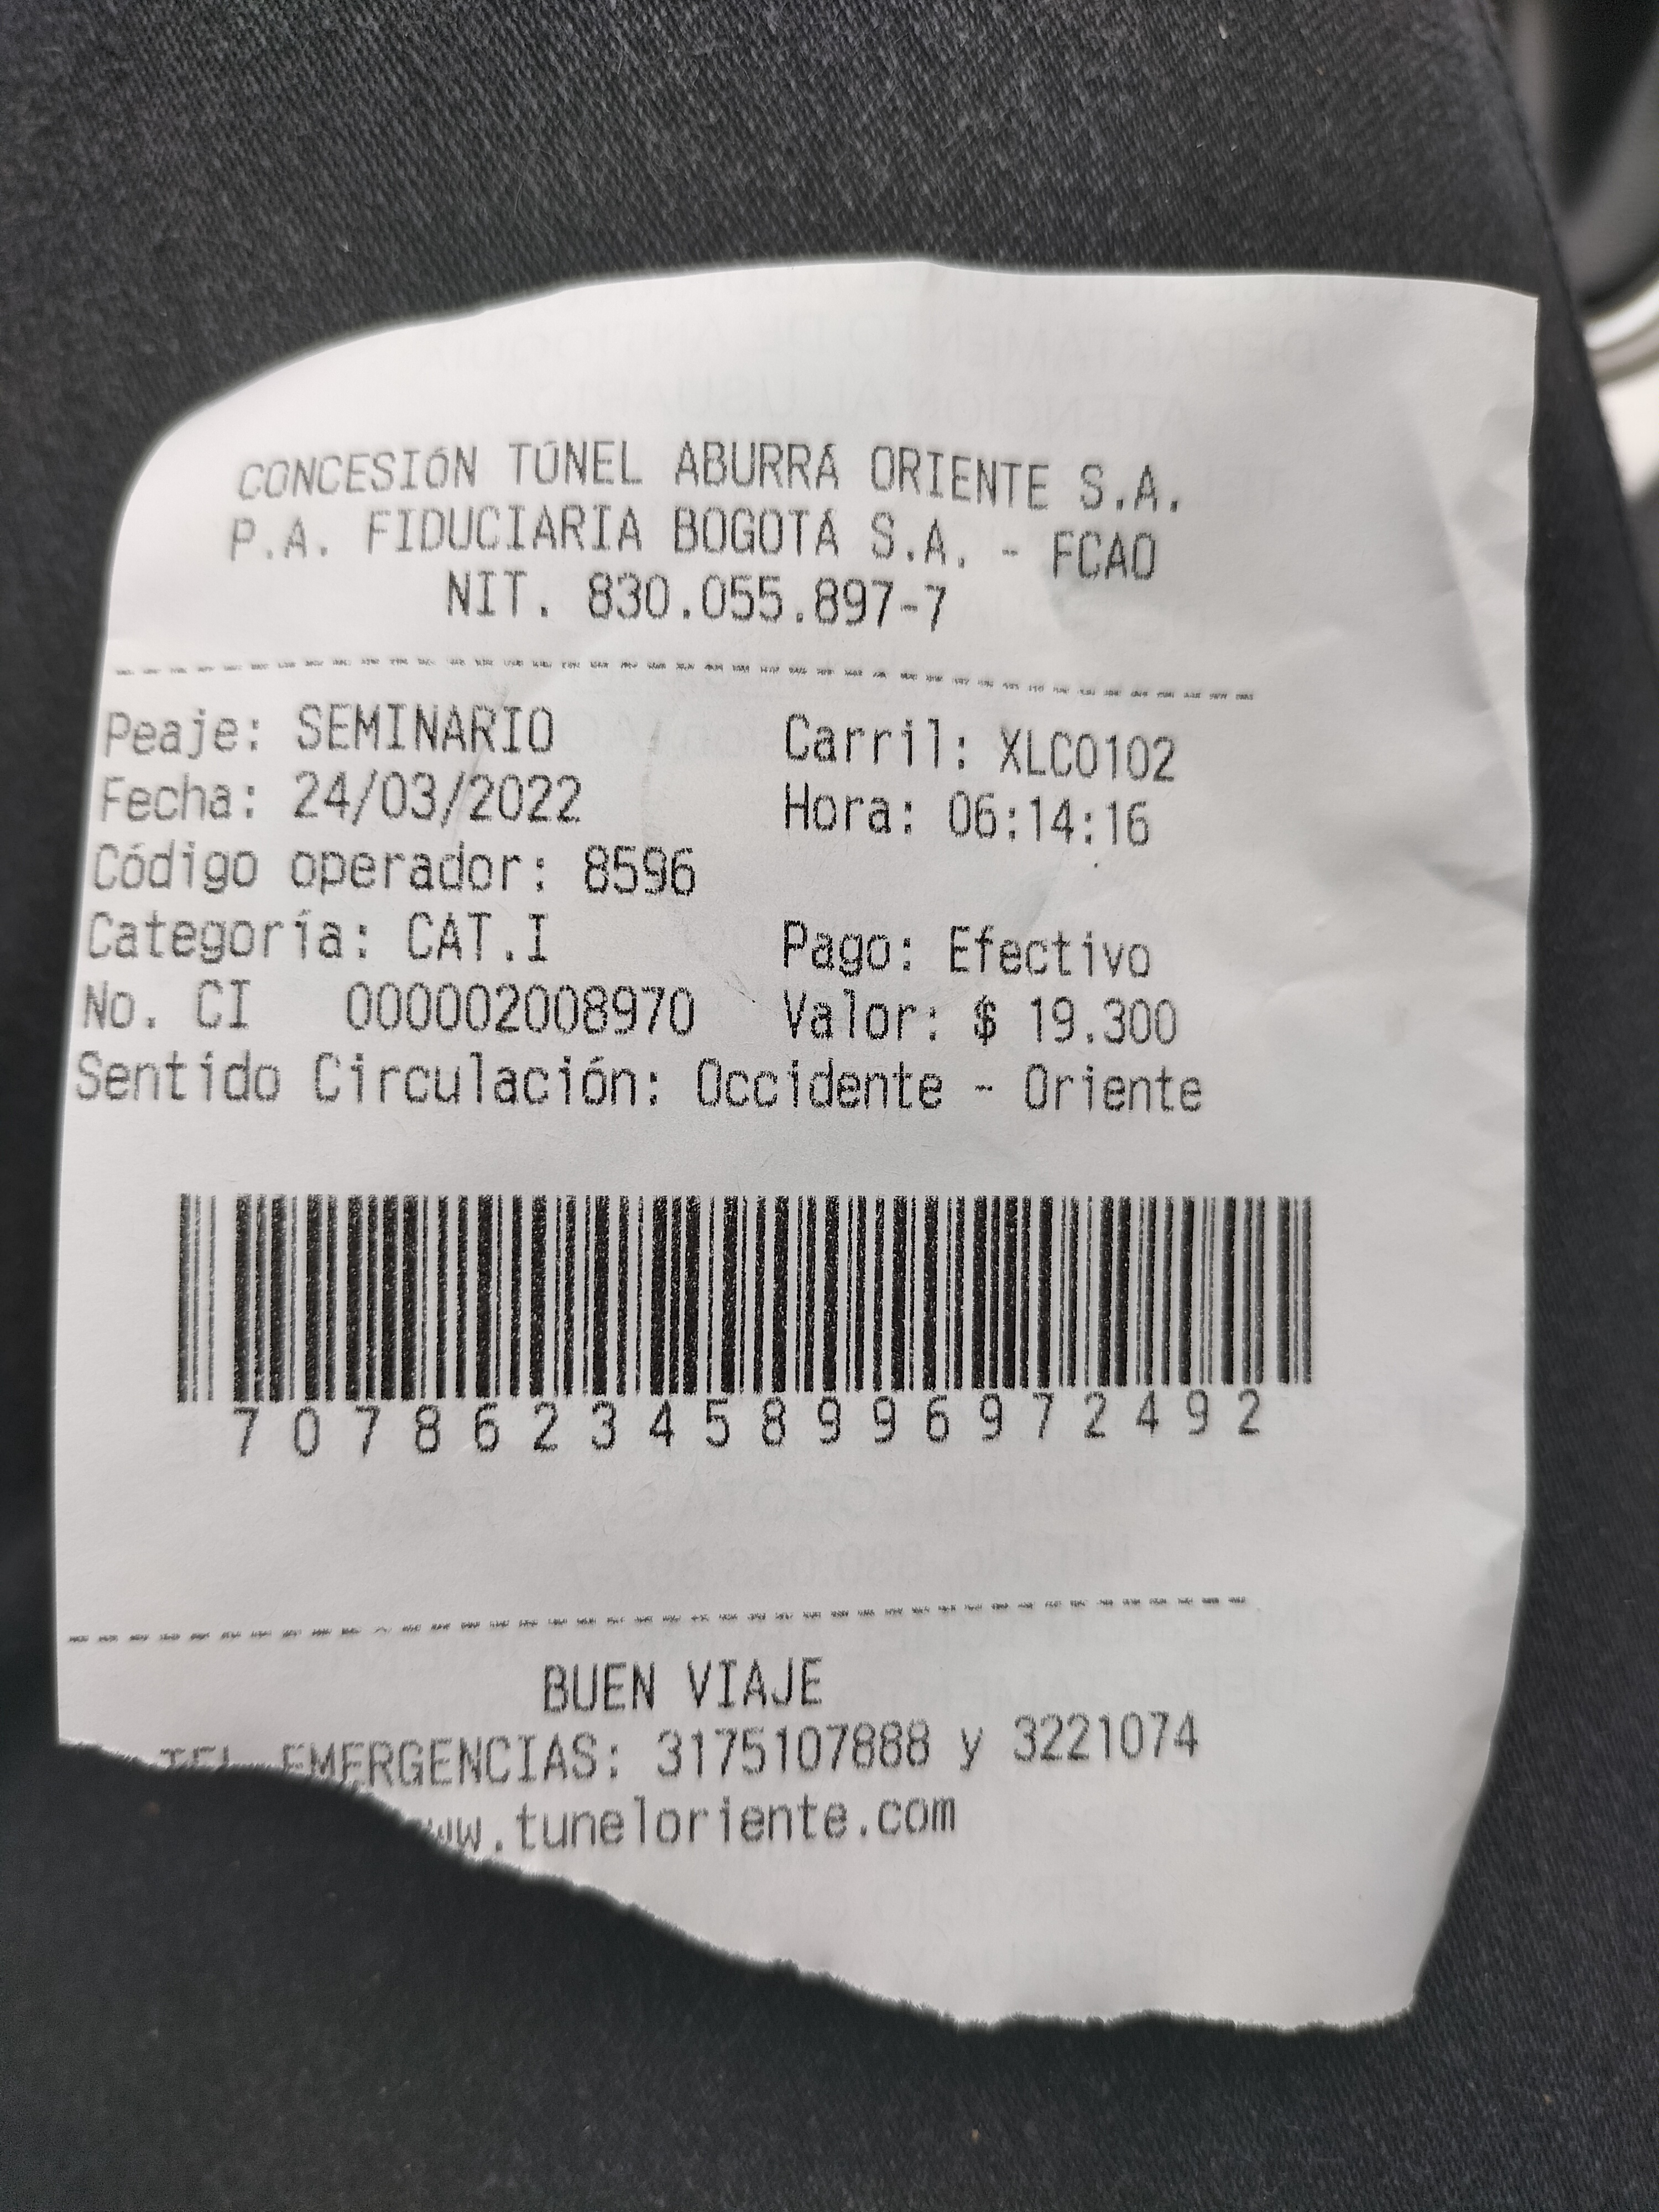 CONCESIÓN TÚNEL ABURRÁ ORIENTE S.A.
P.A. FIDUCIARIA BOGOTÁ S.A. - FCAO
NIT. 830.055.897-7
Peaje: SEMINARIO Carril: XLC0102
Fecha: 24/03/2022 Hora: 06:14:16
Código operador: 8596
Categoría: CAT.I Pago: Efectivo
No. CI 000002008970 Valor: $ 19.300
Sentido Circulación: Occidente - Oriente
7078623458996972492
BUEN VIAJE
TEL EMERGENCIAS: 3175107888 y 3221074
ww.tuneloriente.com